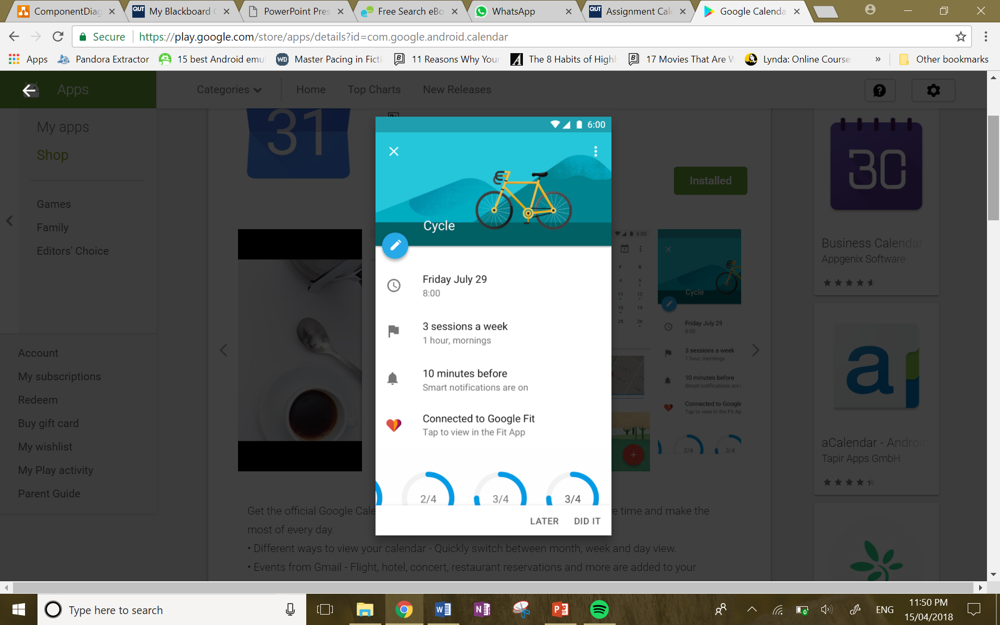 ComponentDiag
My Blackboard
PowerPoint Pres
Free Search eBo
WhatsApp
Assignment Cal
Google Calenda
Secure
https://play.google.com/store/apps/details?id=com.google.android.calendar
Apps
Pandora Extractor
15 best Android emu
Master Pacing in Ficti
11 Reasons Why Your
The 8 Habits of Highl
17 Movies That Are W
Lynda: Online Course
»
Other bookmarks
Apps
Categories
Home
Top Charts
New Releases
My apps
Shop
Games
Family
Editors' Choice
Account
My subscriptions
Redeem
Buy gift card
My wishlist
My Play activity
Parent Guide
31
Installed
6:00
Cycle
Friday July 29
8:00
3 sessions a week
1 hour, mornings
10 minutes before
Smart notifications are on
Connected to Google Fit
Tap to view in the Fit App
2/4
3/4
3/4
LATER
DID IT
6:00
F S
4 5
11 12
18 19
25 26
Cycle
Friday July 29
8:00
3 sessions a week
1 hour, mornings
10 minutes before
Smart notifications are
Connected to Google
Tap to view in the Fit Ap
2/4
3/4
Get the official Google Cale
e time and make the
most of every day.
• Different ways to view your calendar - Quickly switch between month, week and day view.
• Events from Gmail - Flight, hotel, concert, restaurant reservations and more are added to your
30
Business Calendar
Appgenix Software
a
aCalendar - Android
Tapir Apps GmbH
Type here to search
ENG
11:50 PM
15/04/2018